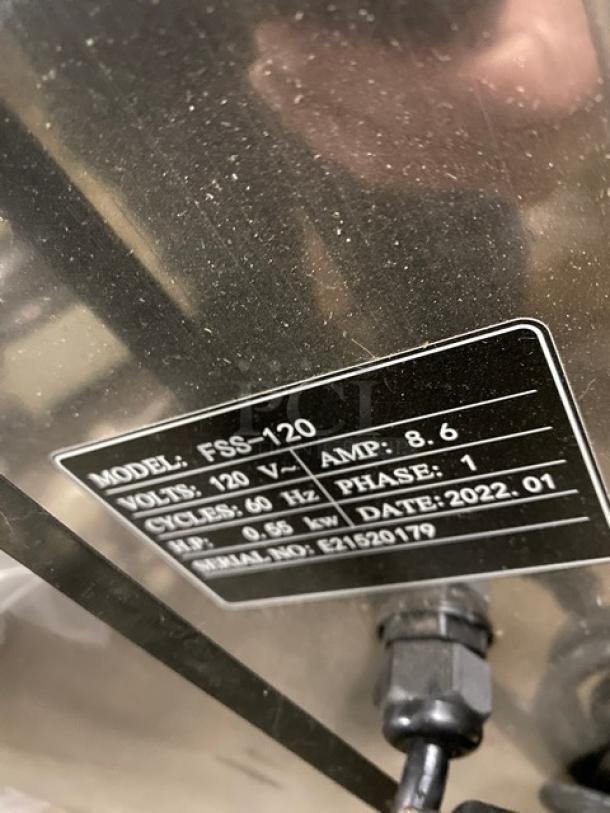 PCI
MODEL: FSS-120
VOLTS: 120 V~ AMP: 8.6
CYCLES: 60 Hz PHASE: 1
H.P: 0.55 kw DATE: 2022.01
SERIAL NO: E21520179